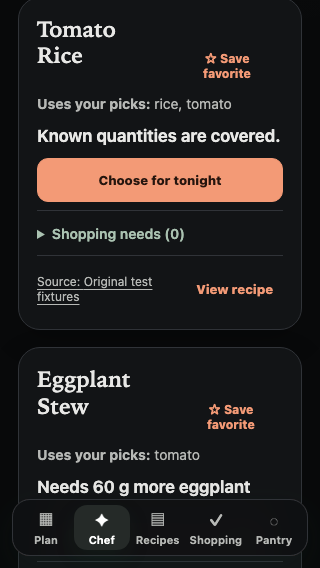 Tomato
Rice
☆ Save
favorite
Uses your picks: rice, tomato
Known quantities are covered.
Choose for tonight
▶ Shopping needs (0)
Source: Original test
fixtures
View recipe
Eggplant
Stew
☆ Save
favorite
Uses your picks: tomato
Needs 60 g more eggplant
Plan
Chef
Recipes
Shopping
Pantry